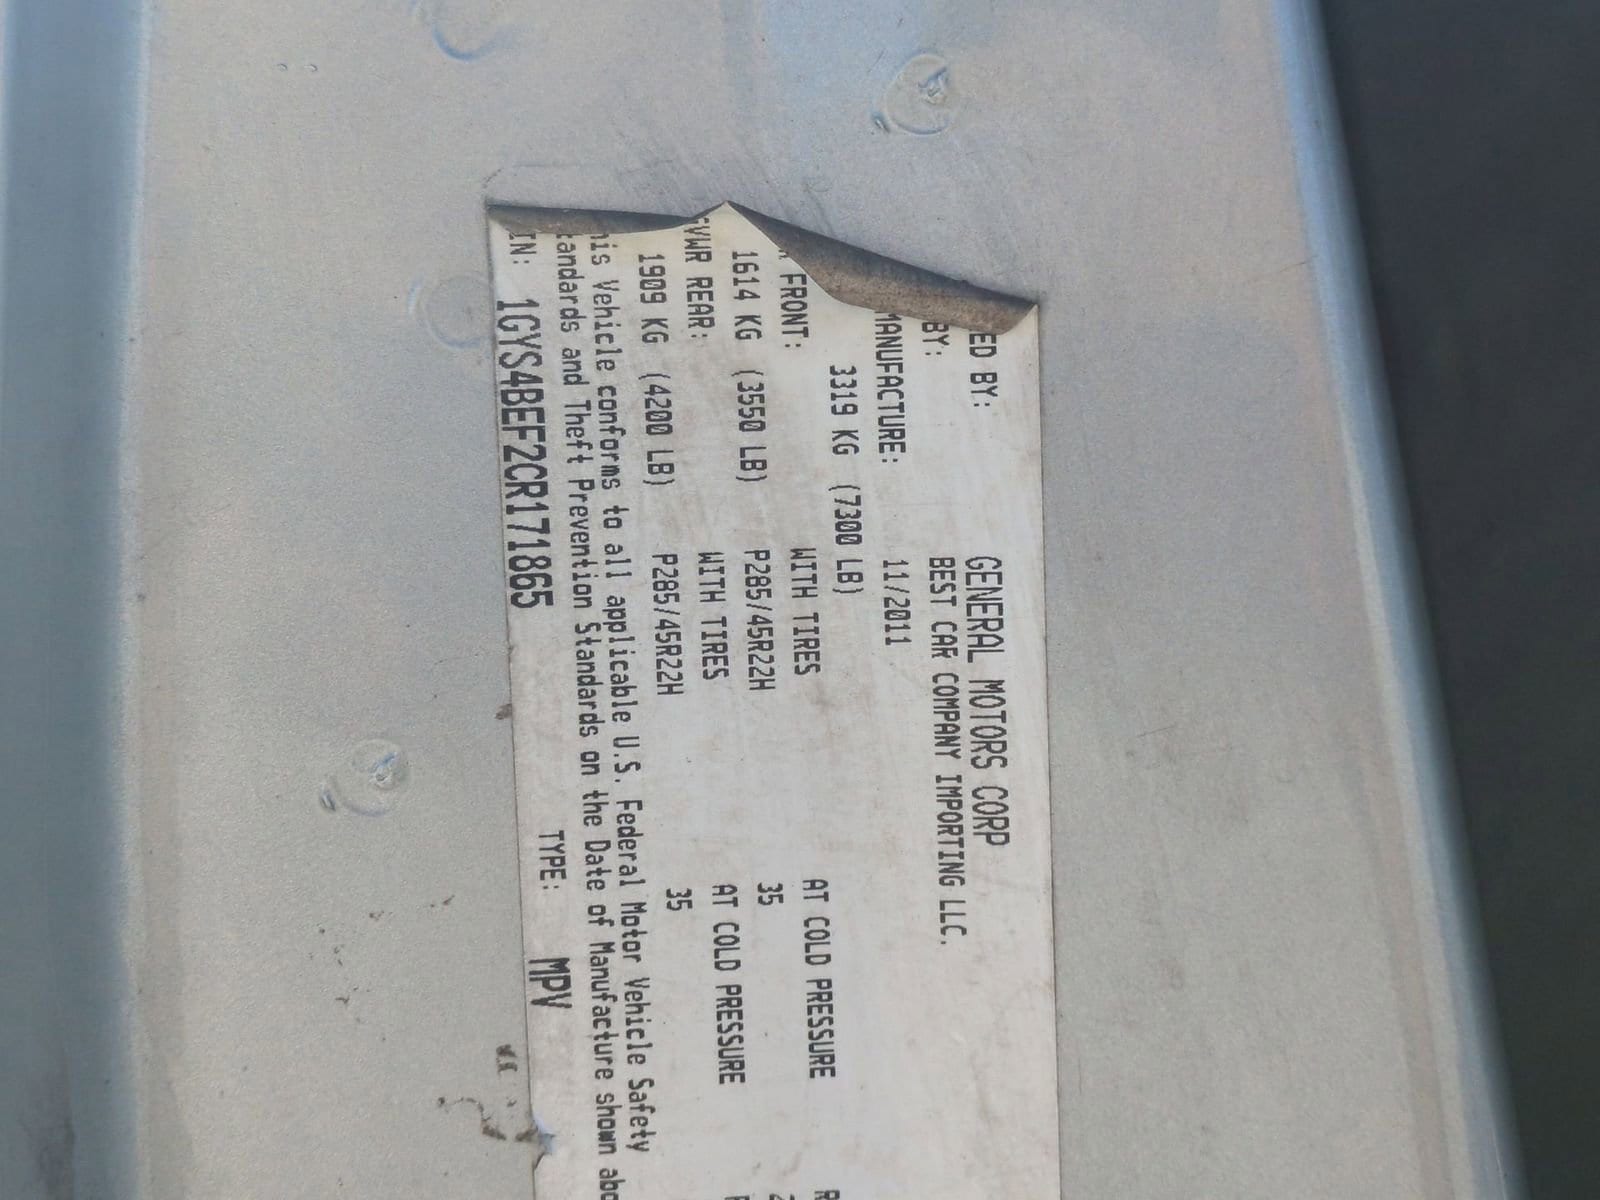 ED BY: GENERAL MOTORS CORP
BY: BEST CAR COMPANY IMPORTING LLC.
MANUFACTURE: 11/2011
3319 KG (7300 LB)
FRONT: WITH TIRES AT COLD PRESSURE R
1614 KG (3550 LB) P285/45R22H 35 2
GVWR REAR: WITH TIRES AT COLD PRESSURE
1909 KG (4200 LB) P285/45R22H 35
his Vehicle conforms to all applicable U.S. Federal Motor Vehicle Safety
tandards and Theft Prevention Standards on the Date of Manufacture shown abo
IN: 1GYS4BEF2CR171865 TYPE: MPV